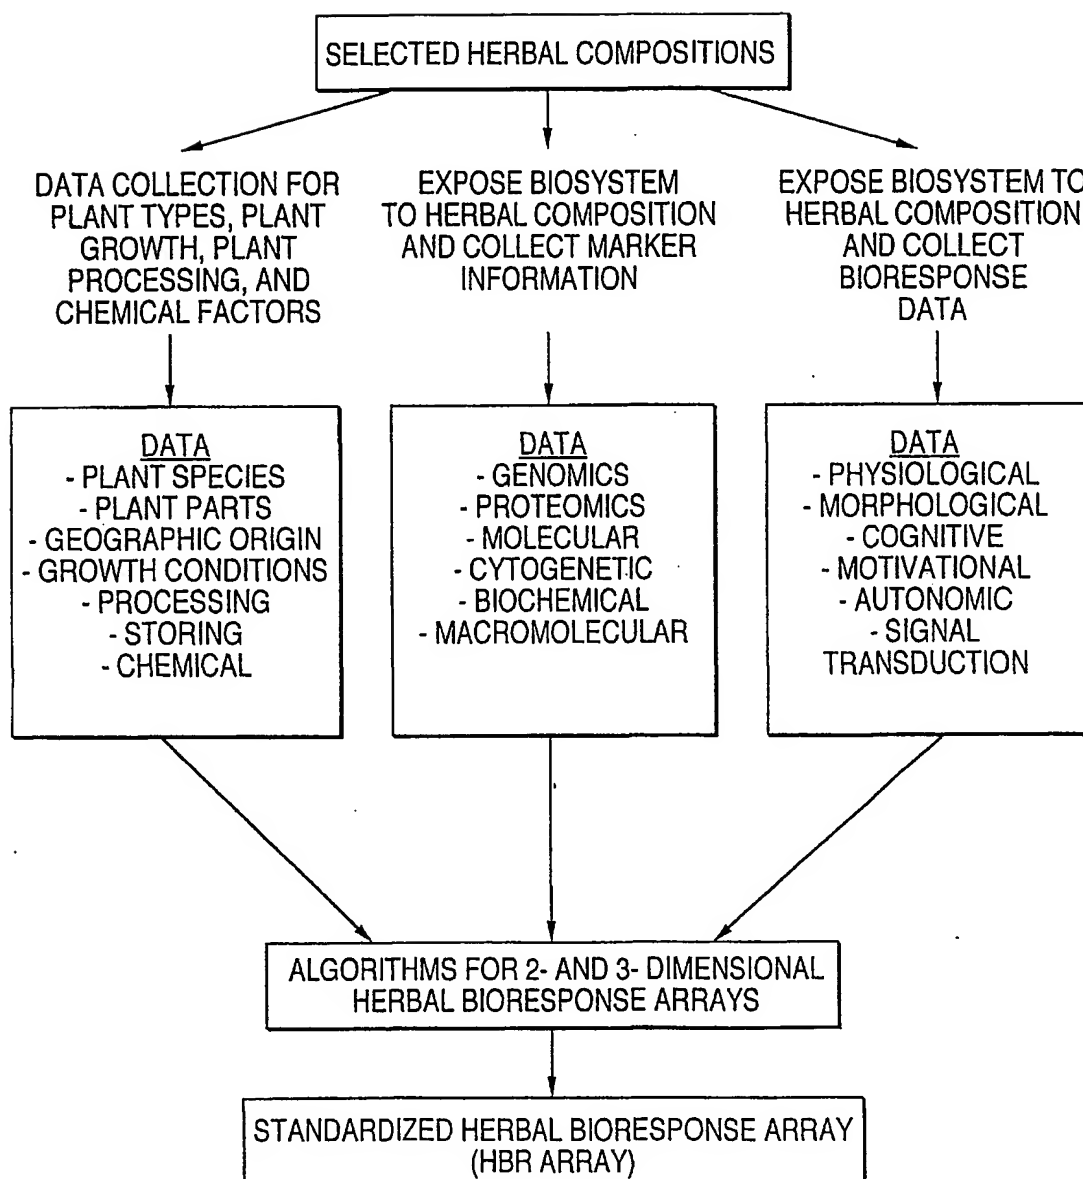 SELECTED HERBAL COMPOSITIONS
DATA COLLECTION FOR
PLANT TYPES, PLANT
GROWTH, PLANT
PROCESSING, AND
CHEMICAL FACTORS
EXPOSE BIOSYSTEM
TO HERBAL COMPOSITION
AND COLLECT MARKER
INFORMATION
EXPOSE BIOSYSTEM TO
HERBAL COMPOSITION
AND COLLECT
BIORESPONSE
DATA
DATA
- PLANT SPECIES
- PLANT PARTS
- GEOGRAPHIC ORIGIN
- GROWTH CONDITIONS
- PROCESSING
- STORING
- CHEMICAL
DATA
- GENOMICS
- PROTEOMICS
- MOLECULAR
- CYTOGENETIC
- BIOCHEMICAL
- MACROMOLECULAR
DATA
- PHYSIOLOGICAL
- MORPHOLOGICAL
- COGNITIVE
- MOTIVATIONAL
- AUTONOMIC
- SIGNAL
TRANSDUCTION
ALGORITHMS FOR 2- AND 3- DIMENSIONAL
HERBAL BIORESPONSE ARRAYS
STANDARDIZED HERBAL BIORESPONSE ARRAY
(HBR ARRAY)